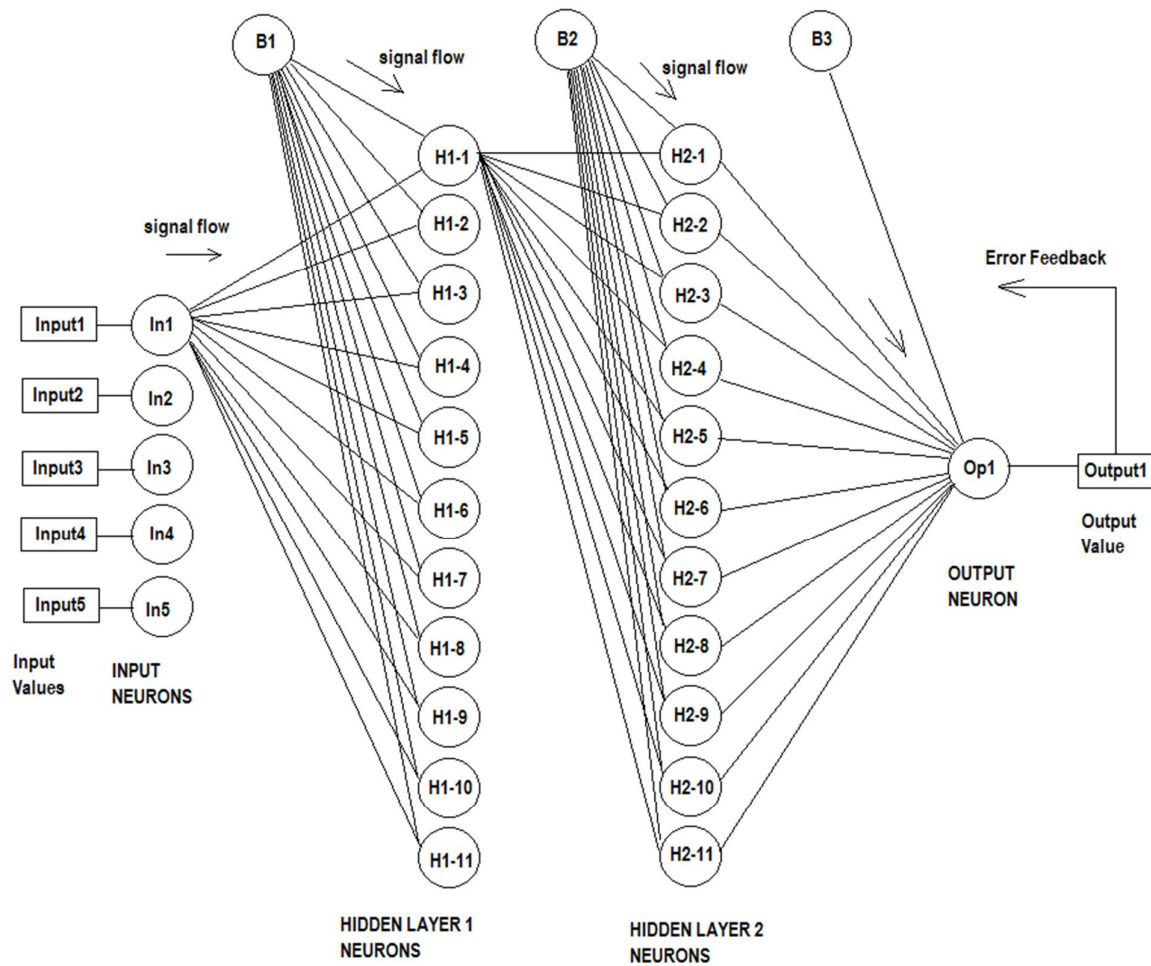 B1
B2
B3
signal flow
signal flow
H1-1
H2-1
signal flow
H1-2
H2-2
Error Feedback
H1-3
H2-3
Input1
In1
H1-4
H2-4
Input2
In2
H1-5
H2-5
Input3
In3
Op1
Output1
H1-6
H2-6
Input4
In4
Output
Value
H1-7
H2-7
OUTPUT
NEURON
Input5
In5
H1-8
H2-8
Input
Values
INPUT
NEURONS
H1-9
H2-9
H1-10
H2-10
H1-11
H2-11
HIDDEN LAYER 1
NEURONS
HIDDEN LAYER 2
NEURONS